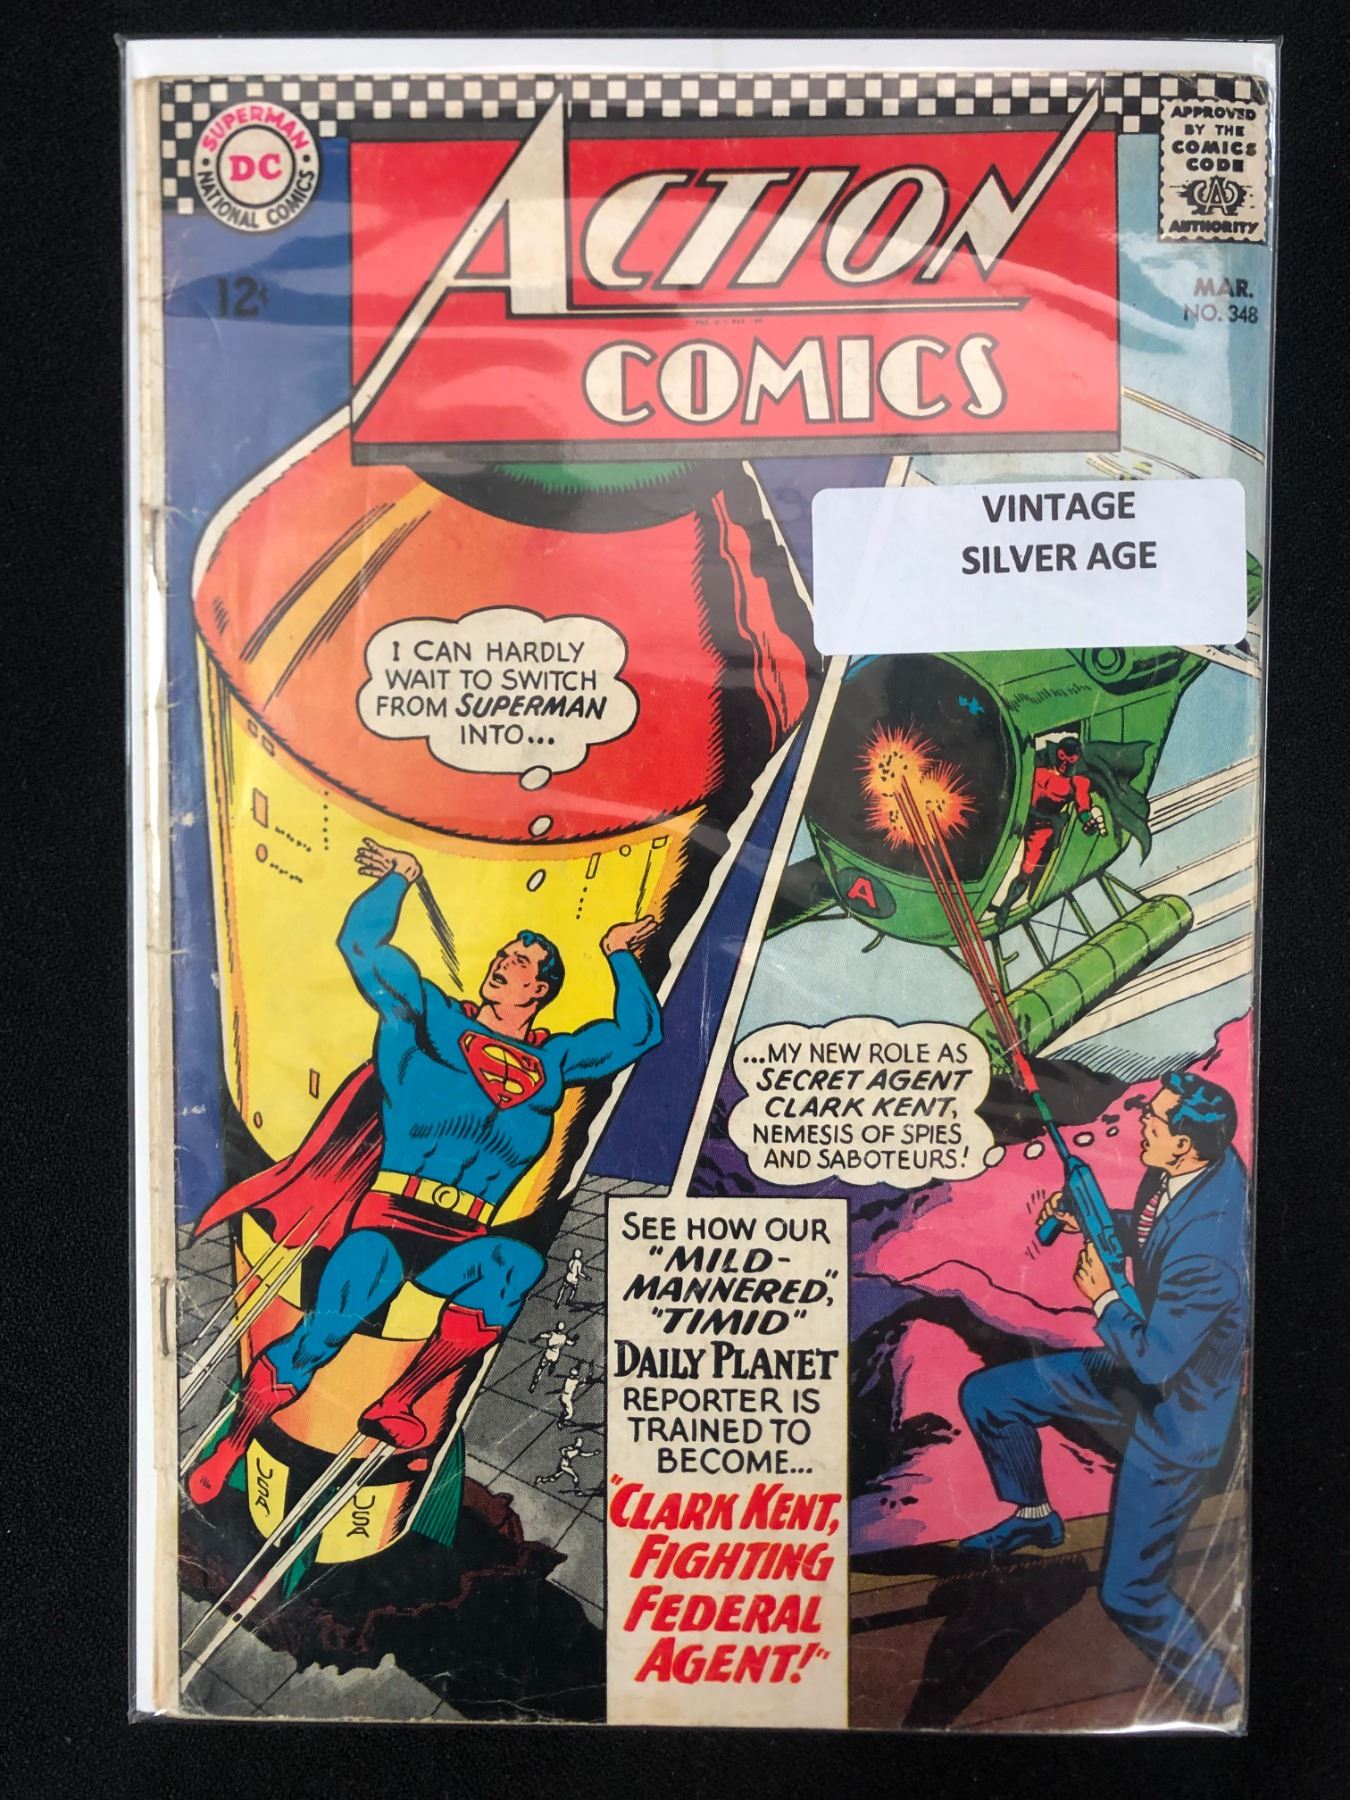 SUPERMAN
DC
NATIONAL COMICS
APPROVED
BY THE
COMICS
CODE
CA
AUTHORITY
12¢
ACTION
COMICS
MAR.
NO. 348
VINTAGE
SILVER AGE
I CAN HARDLY
WAIT TO SWITCH
FROM SUPERMAN
INTO...
A
...MY NEW ROLE AS
SECRET AGENT
CLARK KENT,
NEMESIS OF SPIES
AND SABOTEURS!
S
SEE HOW OUR
"MILD-
MANNERED,"
"TIMID"
DAILY PLANET
REPORTER IS
TRAINED TO
BECOME...
"CLARK KENT,
FIGHTING
FEDERAL
AGENT!"
USA
USA